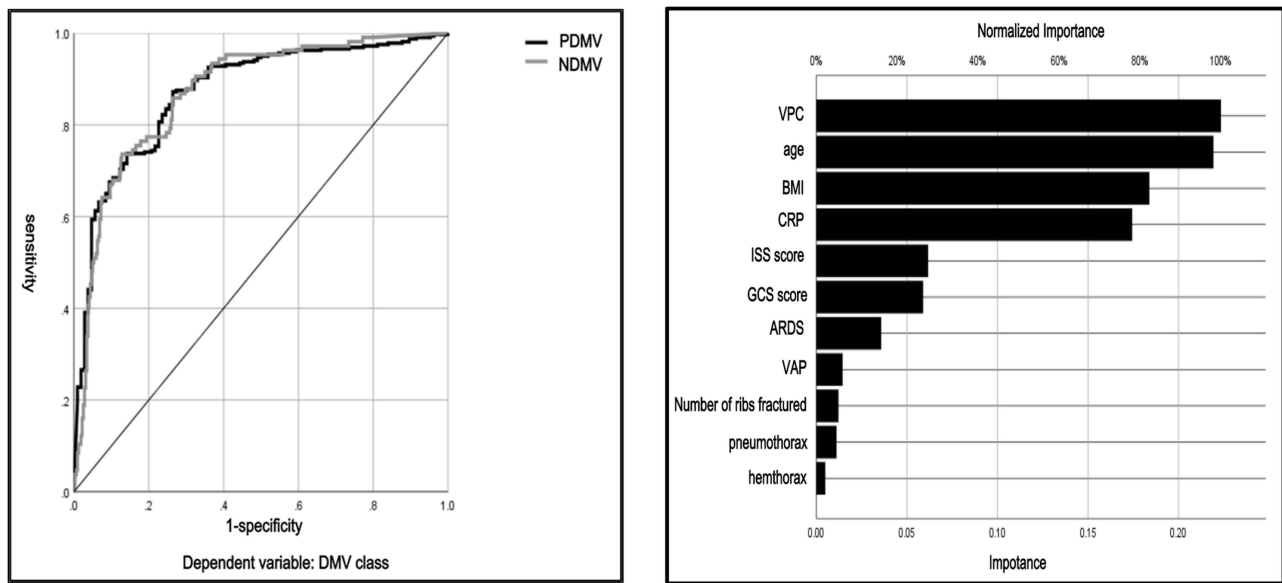 PDMV
NDMV
1.0
.8
.6
.4
.2
.0
sensitivity
.0 .2 .4 .6 .8 1.0
1-specificity
Dependent variable: DMV class
Normalized Importance
0% 20% 40% 60% 80% 100%
VPC
age
BMI
CRP
ISS score
GCS score
ARDS
VAP
Number of ribs fractured
pneumothorax
hemthorax
0.00 0.05 0.10 0.15 0.20
Impotance